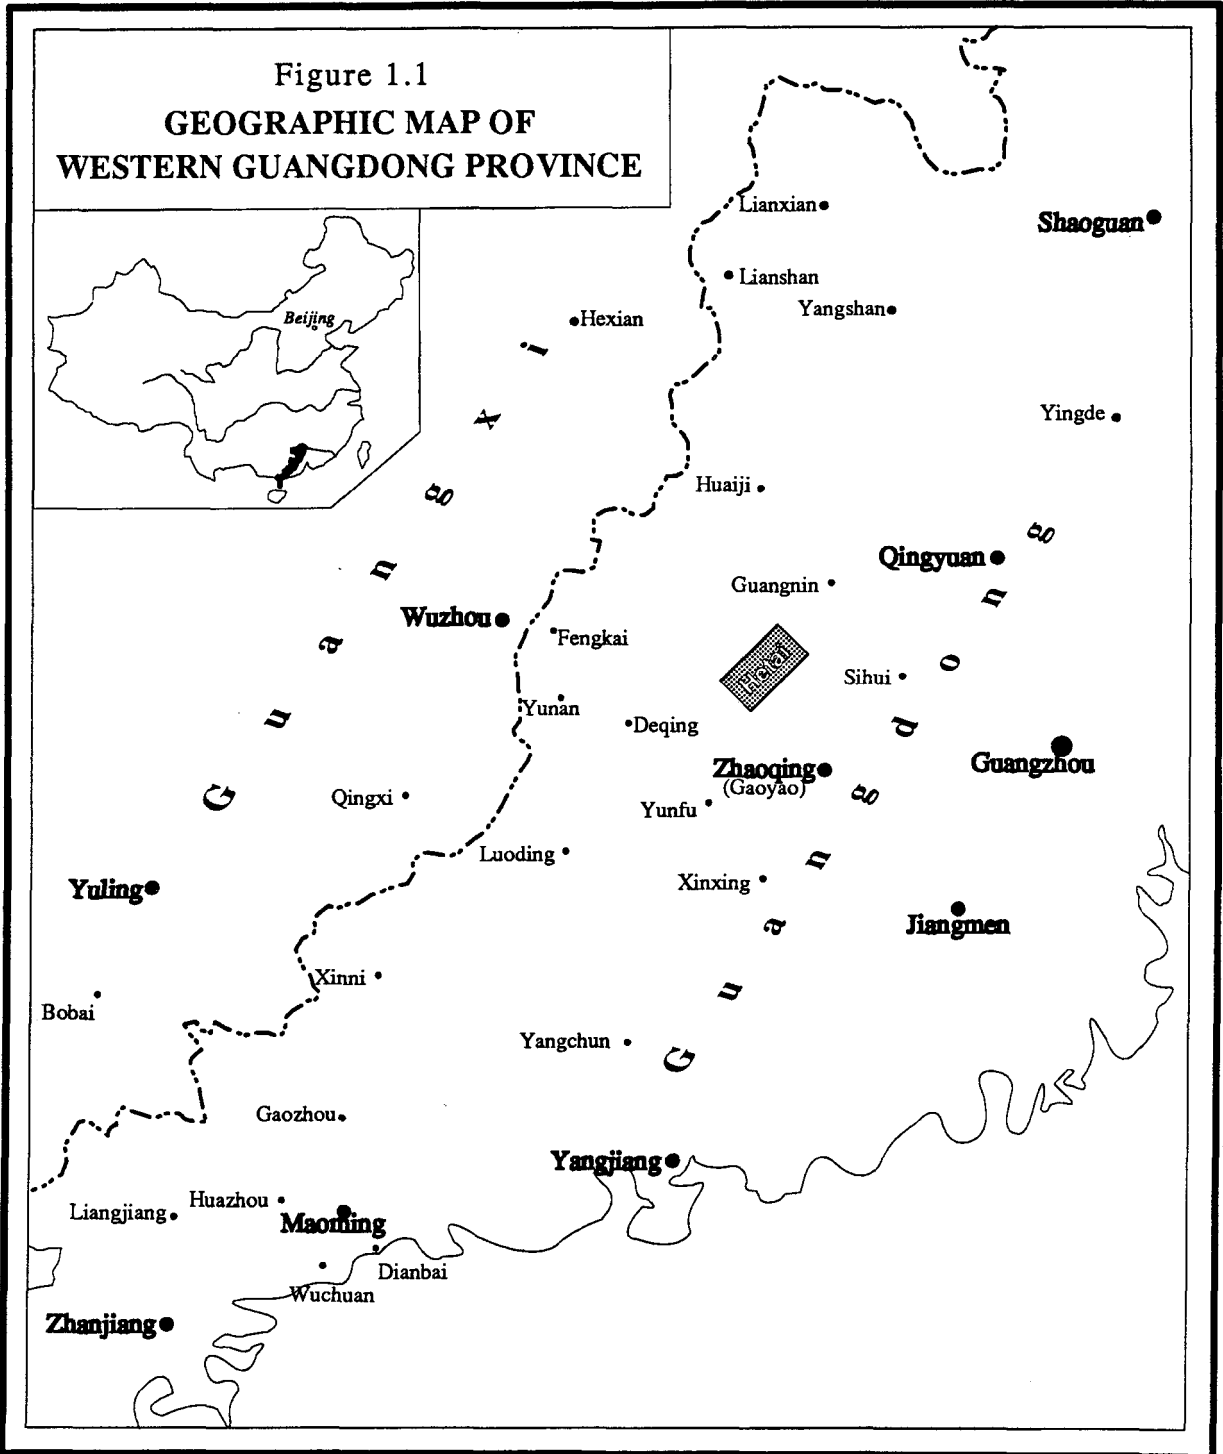 Figure 1.1
GEOGRAPHIC MAP OF
WESTERN GUANGDONG PROVINCE
Beijing
Lianxian
Shaoguan
Lianshan
Yangshan
Hexian
Yingde
Huaiji
Qingyuan
Guangnin
Wuzhou
Fengkai
Hetai
Sihui
Yunan
Deqing
Guangzhou
Zhaoqing
(Gaoyao)
Qingxi
Yunfu
Luoding
Xinxing
Yuling
Jiangmen
Xinni
Bobai
Yangchun
Gaozhou
Yangjiang
Huazhou
Liangjiang
Maoming
Dianbai
Wuchuan
Zhanjiang
Guangxi
Guangdong